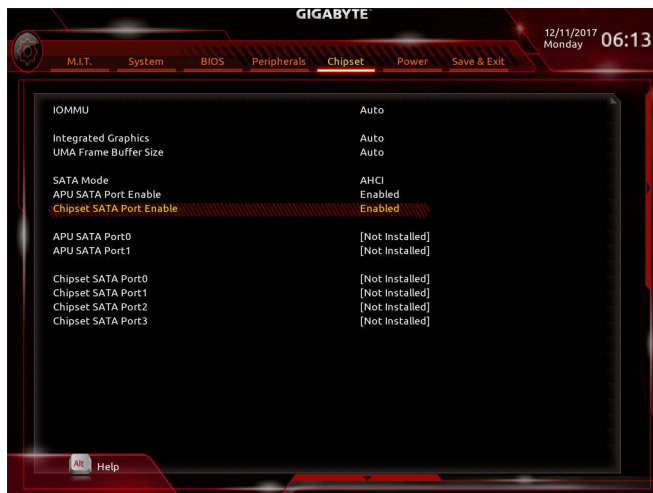 GIGABYTE™
12/11/2017
Monday
06:13
M.I.T. System BIOS Peripherals Chipset Power Save & Exit
IOMMU Auto
Integrated Graphics Auto
UMA Frame Buffer Size Auto
SATA Mode AHCI
APU SATA Port Enable Enabled
Chipset SATA Port Enable Enabled
APU SATA Port0 [Not Installed]
APU SATA Port1 [Not Installed]
Chipset SATA Port0 [Not Installed]
Chipset SATA Port1 [Not Installed]
Chipset SATA Port2 [Not Installed]
Chipset SATA Port3 [Not Installed]
Alt Help